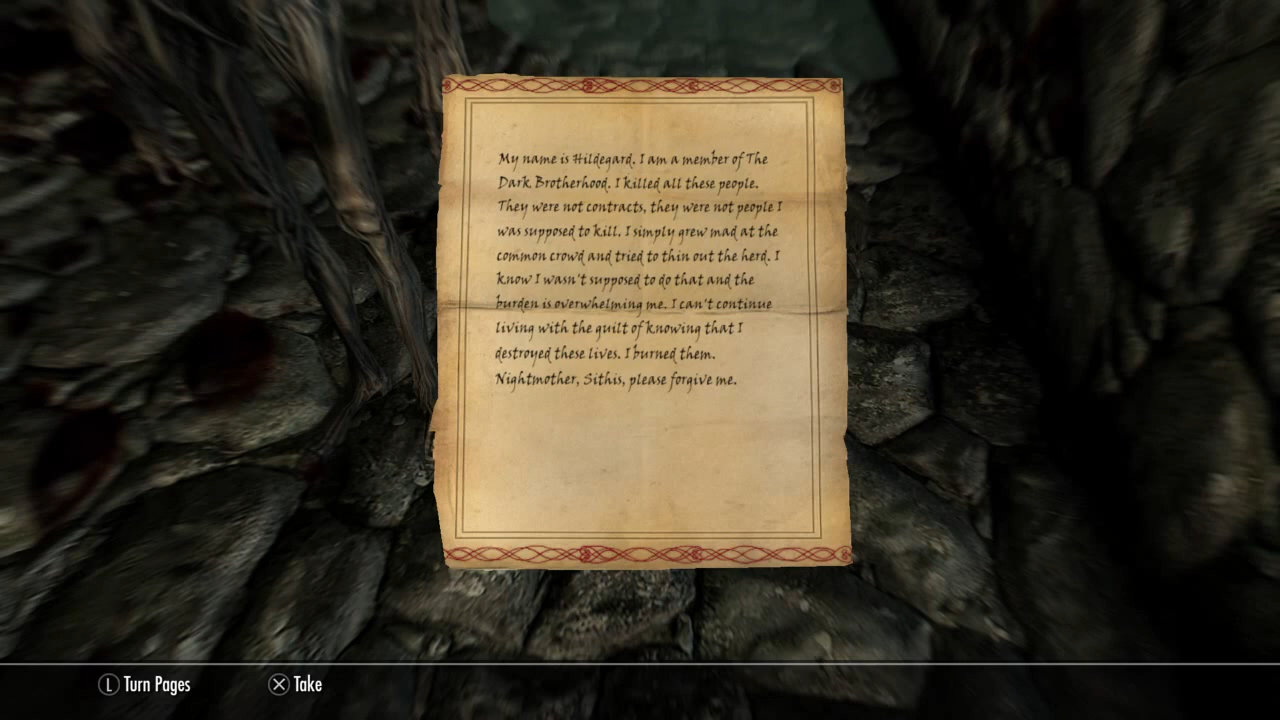 My name is Hildegard. I am a member of The
Dark Brotherhood. I killed all these people.
They were not contracts, they were not people I
was supposed to kill. I simply grew mad at the
common crowd and tried to thin out the herd. I
know I wasn't supposed to do that and the
burden is overwhelming me. I can't continue
living with the guilt of knowing that I
destroyed these lives. I burned them.
Nightmother, Sithis, please forgive me.
L Turn Pages
X Take